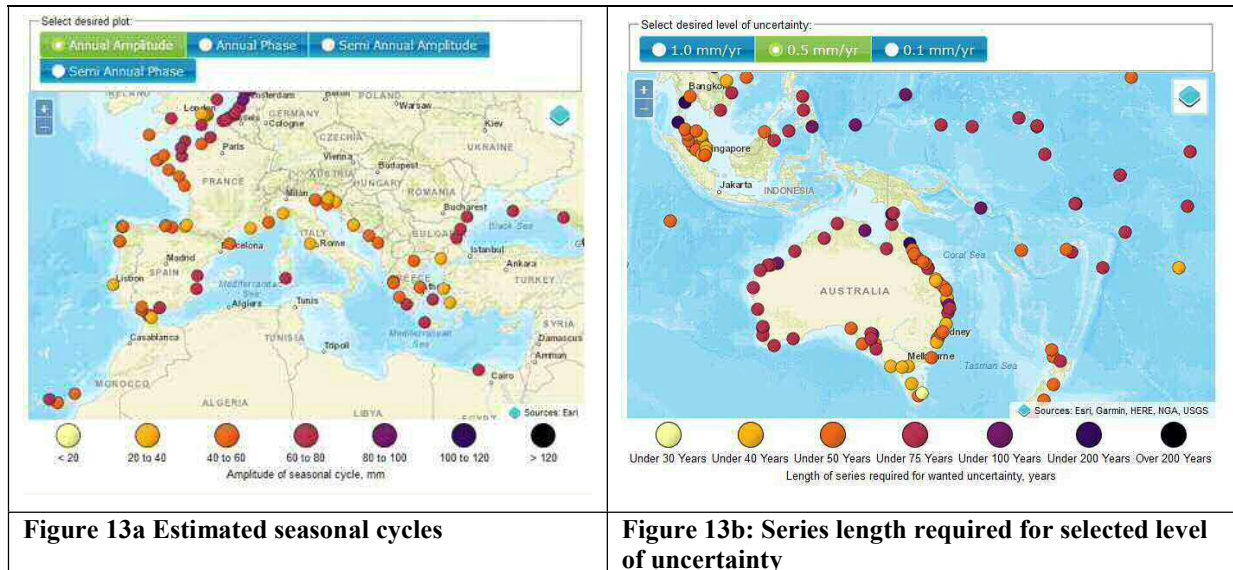 Select desired plot:
Annual Amplitude Annual Phase Semi Annual Amplitude
Semi Annual Phase
+
−
IRELAND
London
Amsterdam
Berlin
POLAND
Warsaw
GERMANY
Cologne
Kiev
Paris
CZECHIA
UKRAINE
Vienna
AUSTRIA
Budapest
HUNGARY
FRANCE
Milan
ROMANIA
Bucharest
Black Sea
ITALY
BULGAR
Barcelona
Rome
Istanbul
Madrid
Ankara
SPAIN
Lisbon
GREECE
TURKEY
Mediterranean
Sea
Algiers
Tunis
SYRIA
Casablanca
TUNISIA
Mediterranean
Sea
Damascus
Tripoli
Amman
Cairo
MOROCCO
ALGERIA
LIBYA
EGYPT
Sources: Esri
< 20 20 to 40 40 to 60 60 to 80 80 to 100 100 to 120 > 120
Amplitude of seasonal cycle, mm
Figure 13a Estimated seasonal cycles
Select desired level of uncertainty:
1.0 mm/yr 0.5 mm/yr 0.1 mm/yr
+
−
Bangkok
Singapore
Jakarta
INDONESIA
Coral Sea
AUSTRALIA
Sydney
Melbourne
Tasman Sea
Sources: Esri, Garmin, HERE, NGA, USGS
Under 30 Years Under 40 Years Under 50 Years Under 75 Years Under 100 Years Under 200 Years Over 200 Years
Length of series required for wanted uncertainty, years
Figure 13b: Series length required for selected level
of uncertainty